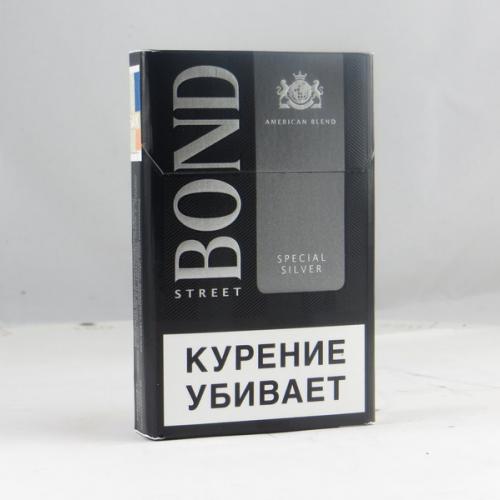 BOND
STREET
AMERICAN BLEND
SPECIAL
SILVER
КУРЕНИЕ
УБИВАЕТ